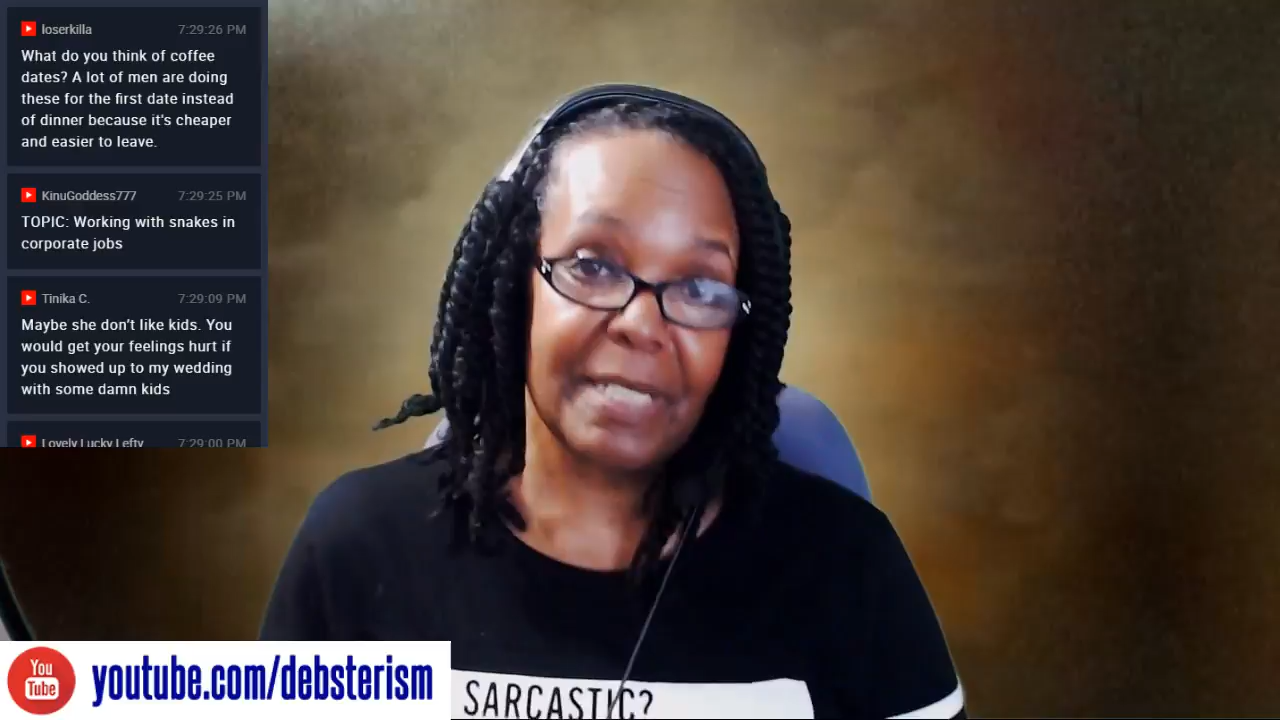 loserkilla 7:29:26 PM
What do you think of coffee
dates? A lot of men are doing
these for the first date instead
of dinner because it's cheaper
and easier to leave.
KinuGoddess777 7:29:25 PM
TOPIC: Working with snakes in
corporate jobs
Tinika C. 7:29:09 PM
Maybe she don't like kids. You
would get your feelings hurt if
you showed up to my wedding
with some damn kids
Lovely Lucky Lefty 7:29:00 PM
You
Tube
youtube.com/debsterism
SARCASTIC?